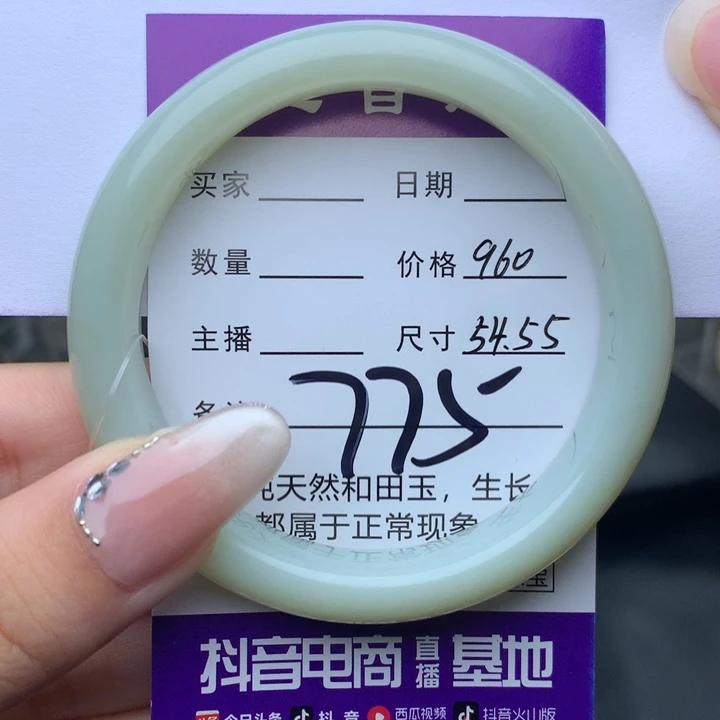 买家 日期
数量 价格 960
主播 尺寸 54.55
775
天然和田玉，生长
都属于正常现象
抖音电商 直播 基地
今日头条 抖音 西瓜视频 抖音火山版